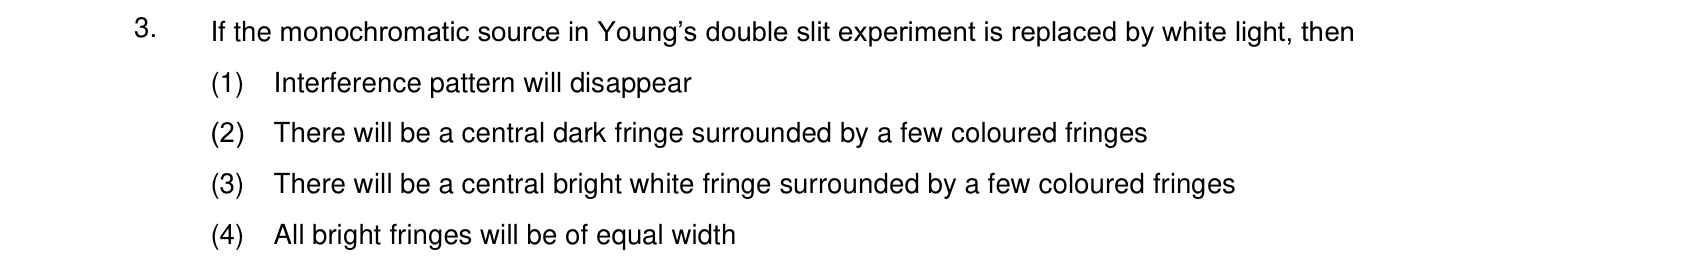 3. If the monochromatic source in Young's double slit experiment is replaced by white light, then
(1) Interference pattern will disappear
(2) There will be a central dark fringe surrounded by a few coloured fringes
(3) There will be a central bright white fringe surrounded by a few coloured fringes
(4) All bright fringes will be of equal width